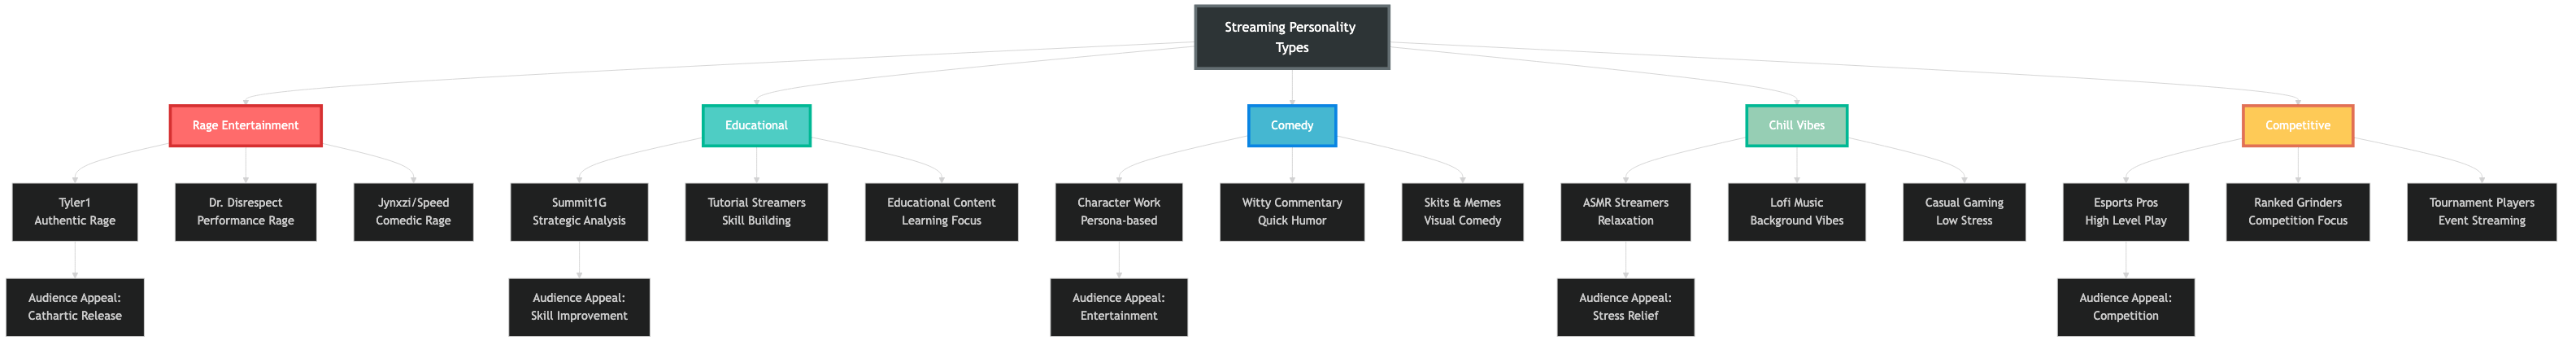 Streaming Personality
Types
Rage Entertainment
Educational
Comedy
Chill Vibes
Competitive
Tyler1
Authentic Rage
Dr. Disrespect
Performance Rage
Jynxzi/Speed
Comedic Rage
Summit1G
Strategic Analysis
Tutorial Streamers
Skill Building
Educational Content
Learning Focus
Character Work
Persona-based
Witty Commentary
Quick Humor
Skits & Memes
Visual Comedy
ASMR Streamers
Relaxation
Lofi Music
Background Vibes
Casual Gaming
Low Stress
Esports Pros
High Level Play
Ranked Grinders
Competition Focus
Tournament Players
Event Streaming
Audience Appeal:
Cathartic Release
Audience Appeal:
Skill Improvement
Audience Appeal:
Entertainment
Audience Appeal:
Stress Relief
Audience Appeal:
Competition